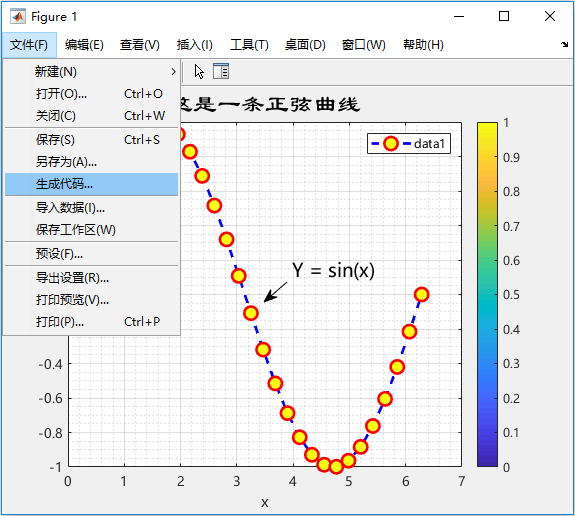 Figure 1
文件(F) 编辑(E) 查看(V) 插入(I) 工具(T) 桌面(D) 窗口(W) 帮助(H)
新建(N)
打开(O)... Ctrl+O
关闭(C) Ctrl+W
保存(S) Ctrl+S
另存为(A)...
生成代码...
导入数据(I)...
保存工作区(W)
预设(F)...
导出设置(R)...
打印预览(V)...
打印(P)... Ctrl+P
这是一条正弦曲线
data1
Y = sin(x)
-0.4
-0.6
-0.8
-1
0 1 2 3 4 5 6 7
x
1
0.9
0.8
0.7
0.6
0.5
0.4
0.3
0.2
0.1
0